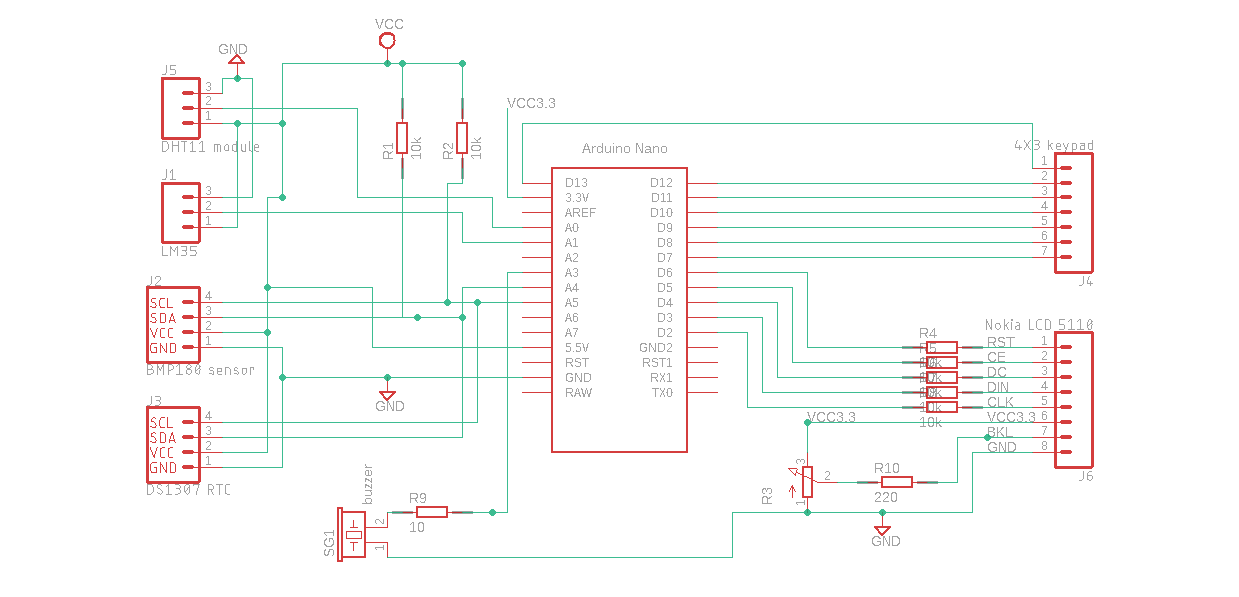 VCC
GND
J5
3
2
1
DHT11 module
J1
3
2
1
LM35
J2
SCL 4
SDA 3
VCC 2
GND 1
BMP180 sensor
J3
SCL 4
SDA 3
VCC 2
GND 1
DS1307 RTC
R1
10k
R2
10k
VCC3.3
Arduino Nano
D13 D12
3.3V D11
AREF D10
A0 D9
A1 D8
A2 D7
A3 D6
A4 D5
A5 D4
A6 D3
A7 D2
5.5V GND2
RST RST1
GND RX1
RAW TX0
GND
4X3 keypad
1
2
3
4
5
6
7
J4
Nokia LCD 5110
R4
RST 1
CE 2
DC 3
DIN 4
CLK 5
VCC3.3 6
BKL 7
GND 8
J6
10k
10k
VCC3.3
R3
3
2
1
R10
220
GND
buzzer
SG1
2
1
R9
10